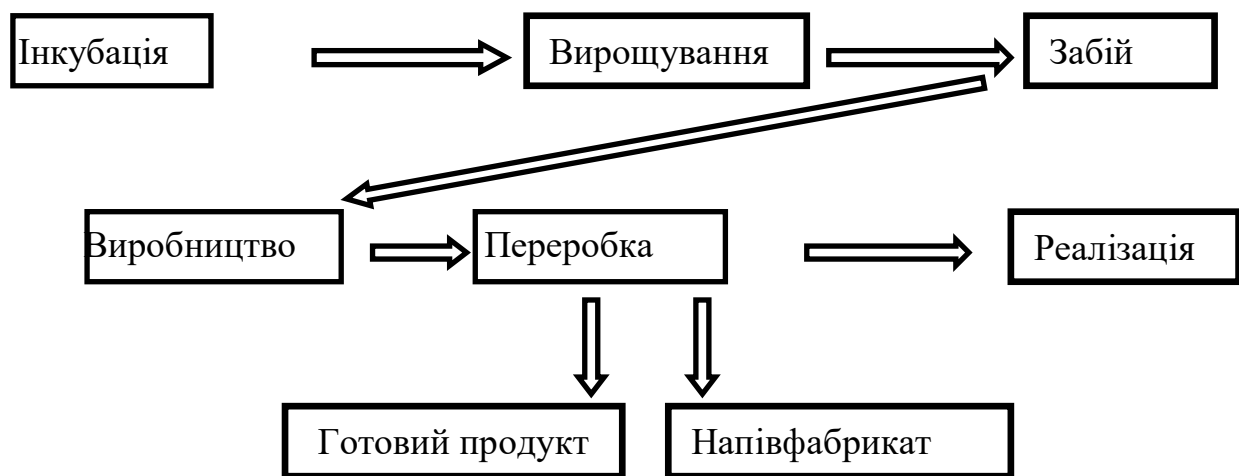 Інкубація
Вирощування
Забій
Виробництво
Переробка
Реалізація
Готовий продукт
Напівфабрикат